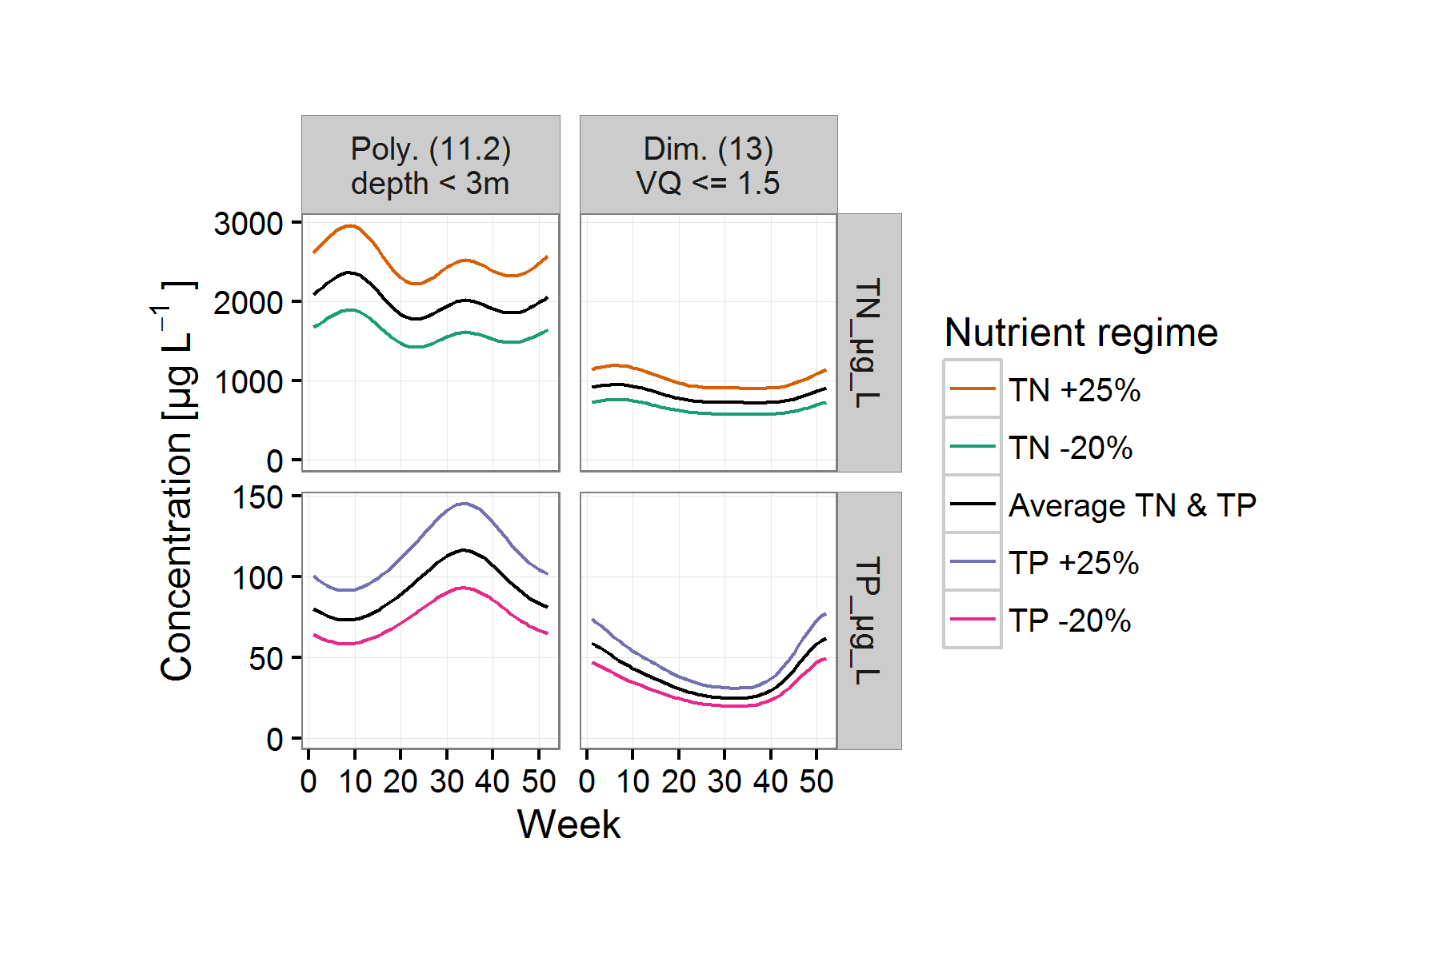 Poly. (11.2)
depth < 3m
Dim. (13)
VQ <= 1.5
Concentration [µg L⁻¹ ]
3000
2000
1000
0
TN_µg_L
150
100
50
0
TP_µg_L
0 10 20 30 40 50
0 10 20 30 40 50
Week
Nutrient regime
TN +25%
TN -20%
Average TN & TP
TP +25%
TP -20%